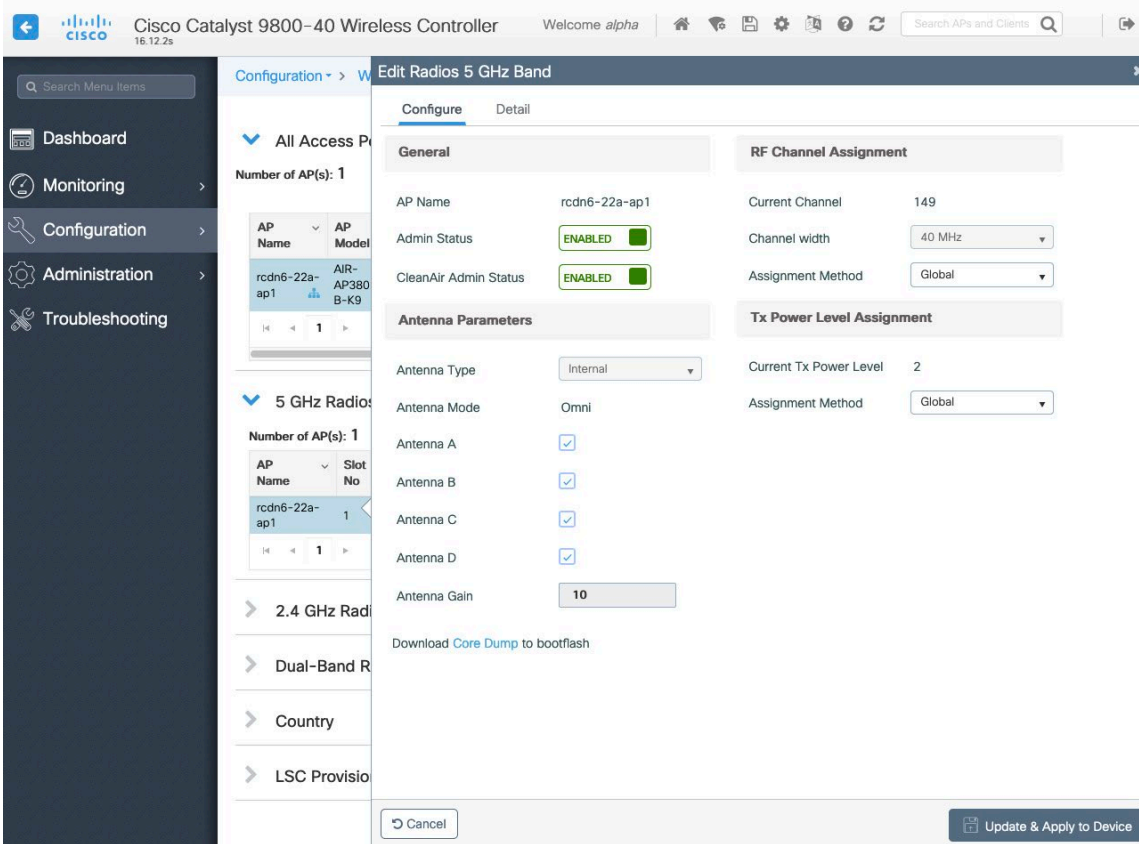 cisco
Cisco Catalyst 9800-40 Wireless Controller
16.12.2s
Welcome alpha
Search APs and Clients
Search Menu Items
Dashboard
Monitoring
Configuration
Administration
Troubleshooting
Configuration > W
All Access Po
Number of AP(s): 1
AP Name
AP Model
rcdn6-22a-ap1
AIR-AP380
B-K9
1
5 GHz Radios
Number of AP(s): 1
AP Name
Slot No
rcdn6-22a-ap1
1
1
2.4 GHz Radi
Dual-Band R
Country
LSC Provisio
Edit Radios 5 GHz Band
Configure
Detail
General
AP Name
rcdn6-22a-ap1
Admin Status
ENABLED
CleanAir Admin Status
ENABLED
Antenna Parameters
Antenna Type
Internal
Antenna Mode
Omni
Antenna A
Antenna B
Antenna C
Antenna D
Antenna Gain
10
Download Core Dump to bootflash
RF Channel Assignment
Current Channel
149
Channel width
40 MHz
Assignment Method
Global
Tx Power Level Assignment
Current Tx Power Level
2
Assignment Method
Global
Cancel
Update & Apply to Device